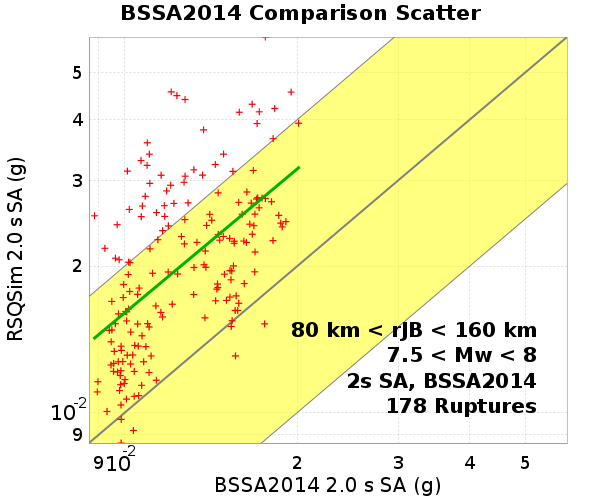 BSSA2014 Comparison Scatter
RSQSim 2.0 s SA (g)
5
4
3
2
10-2
9
80 km < rJB < 160 km
7.5 < Mw < 8
2s SA, BSSA2014
178 Ruptures
9 10-2 2 3 4 5
BSSA2014 2.0 s SA (g)